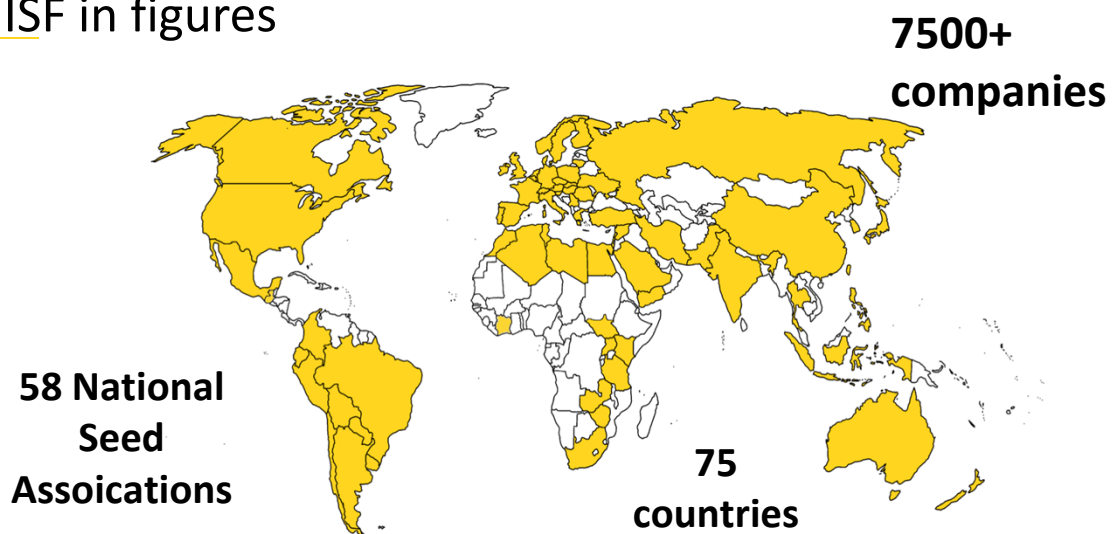 ISF in figures
7500+
companies
58 National
Seed
Assoications
75
countries